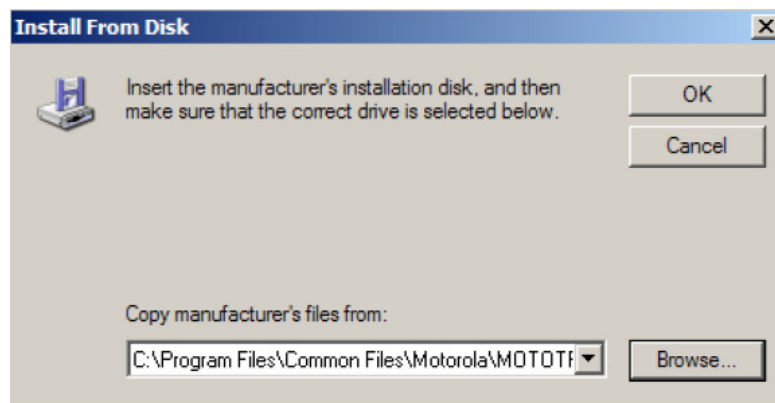 Install From Disk
Insert the manufacturer's installation disk, and then
make sure that the correct drive is selected below.
OK
Cancel
Copy manufacturer's files from:
C:\Program Files\Common Files\Motorola\MOTOTF
Browse...